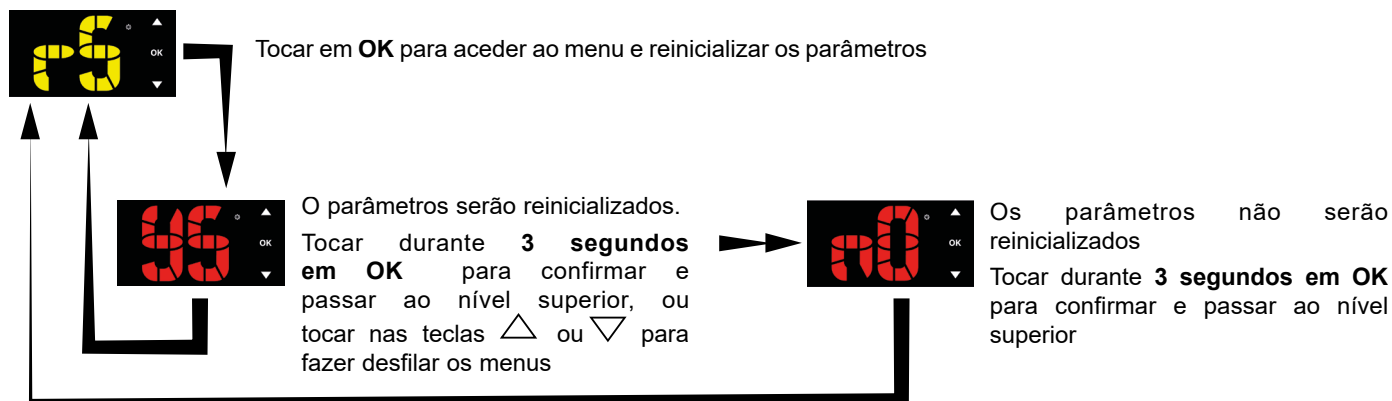 rS
OK
Tocar em OK para aceder ao menu e reinicializar os parâmetros
yS
OK
O parâmetros serão reinicializados.
Tocar durante 3 segundos
em OK para confirmar e
passar ao nível superior, ou
tocar nas teclas △ ou ▽ para
fazer desfilar os menus
nO
OK
Os parâmetros não serão
reinicializados
Tocar durante 3 segundos em OK
para confirmar e passar ao nível
superior